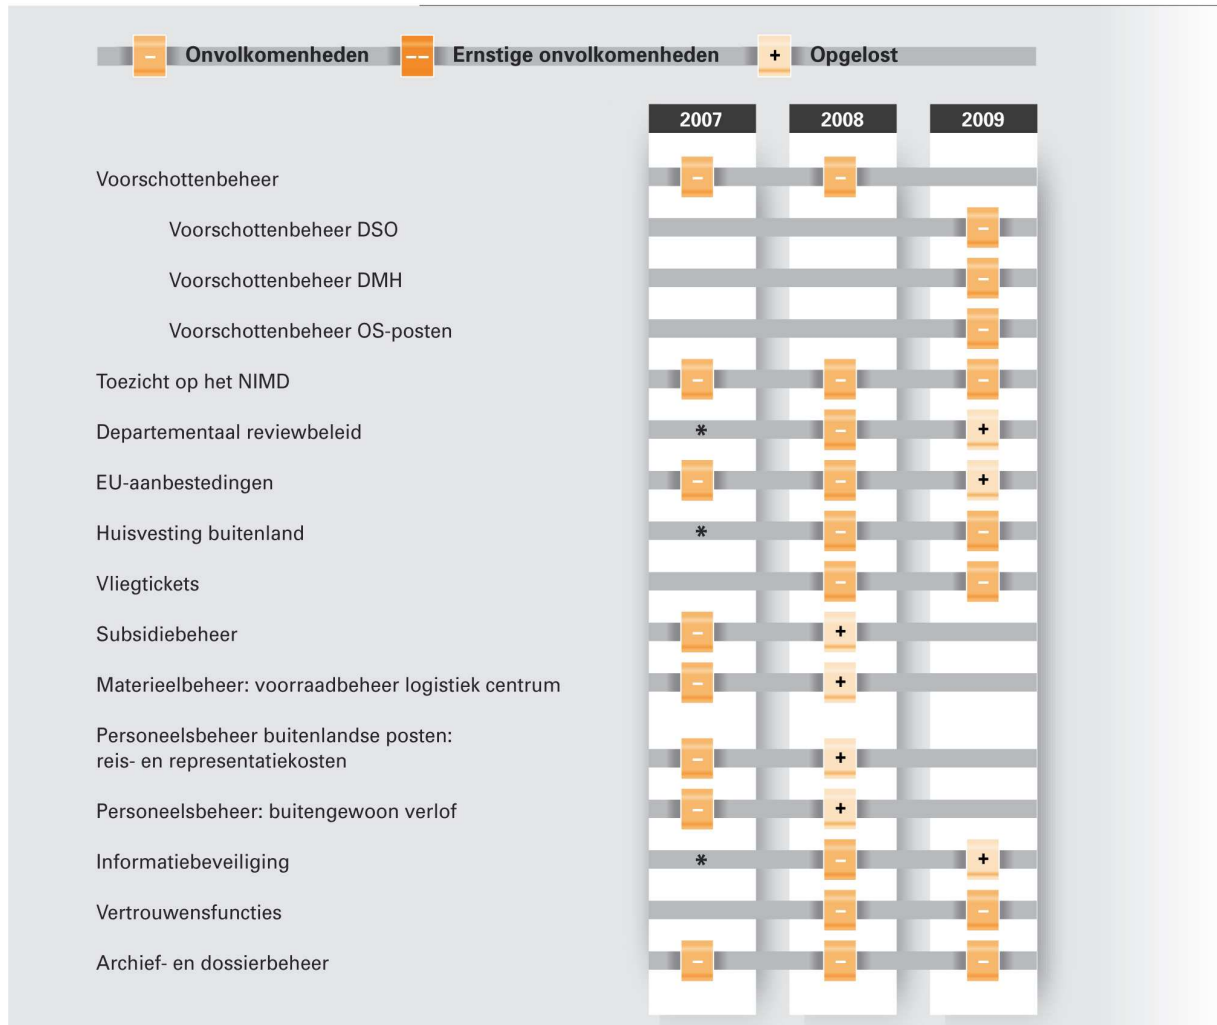 – Onvolkomenheden –– Ernstige onvolkomenheden + Opgelost
2007 2008 2009
Voorschottenbeheer – –
Voorschottenbeheer DSO –
Voorschottenbeheer DMH –
Voorschottenbeheer OS-posten –
Toezicht op het NIMD – – –
Departementaal reviewbeleid * – +
EU-aanbestedingen – – +
Huisvesting buitenland * – –
Vliegtickets – –
Subsidiebeheer – +
Materieelbeheer: voorraadbeheer logistiek centrum – +
Personeelsbeheer buitenlandse posten:
reis- en representatiekosten – +
Personeelsbeheer: buitengewoon verlof – +
Informatiebeveiliging * – +
Vertrouwensfuncties – –
Archief- en dossierbeheer – – –